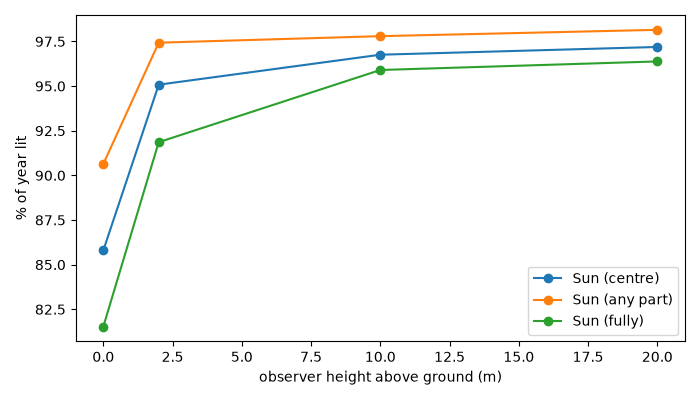 97.5
95.0
92.5
90.0
87.5
85.0
82.5
% of year lit
Sun (centre)
Sun (any part)
Sun (fully)
0.0 2.5 5.0 7.5 10.0 12.5 15.0 17.5 20.0
observer height above ground (m)